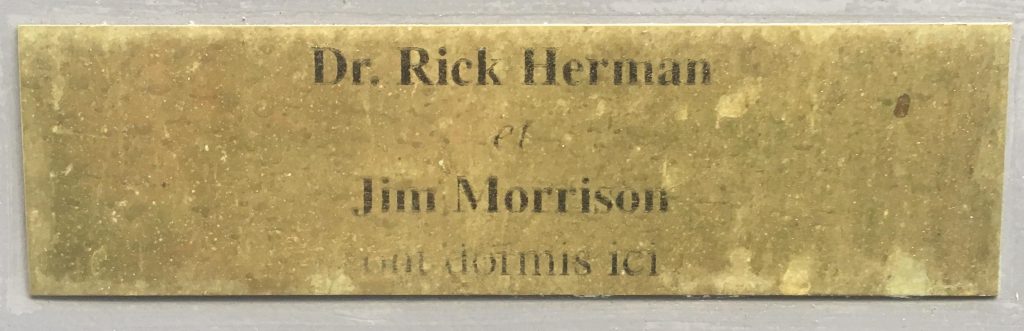 Dr. Rick Herman
et
Jim Morrison
ont dormis ici